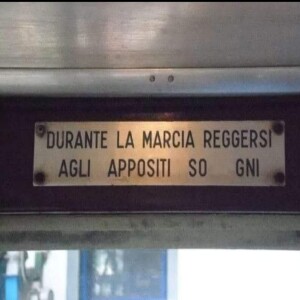 DURANTE LA MARCIA REGGERSI
AGLI APPOSITI SO GNI